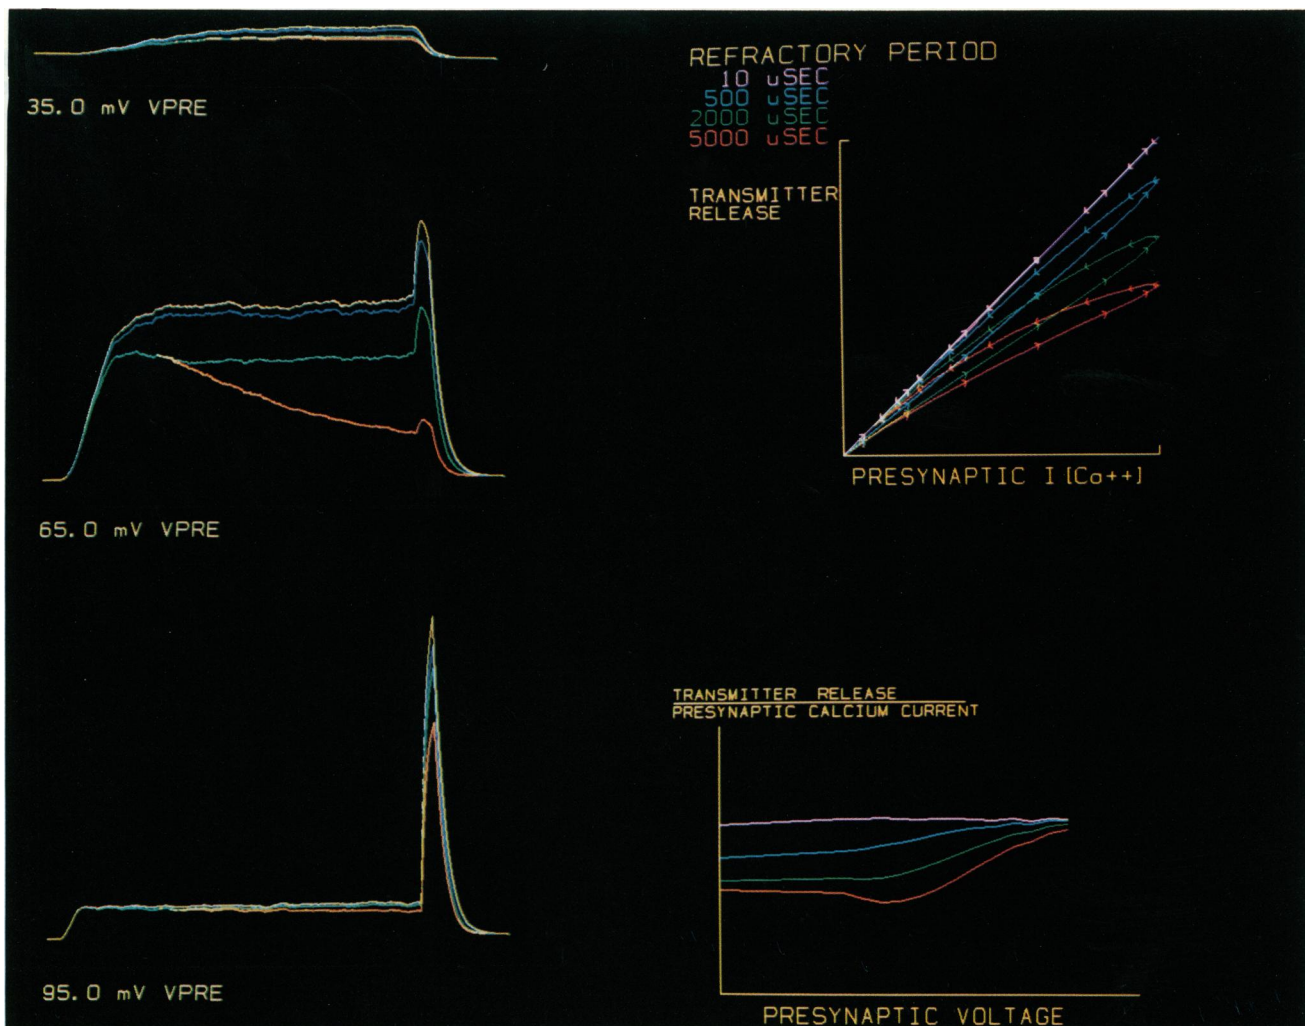 35.0 mV VPRE
65.0 mV VPRE
95.0 mV VPRE
REFRACTORY PERIOD
10 uSEC
500 uSEC
2000 uSEC
5000 uSEC
TRANSMITTER
RELEASE
PRESYNAPTIC I [Ca++]
TRANSMITTER RELEASE
PRESYNAPTIC CALCIUM CURRENT
PRESYNAPTIC VOLTAGE